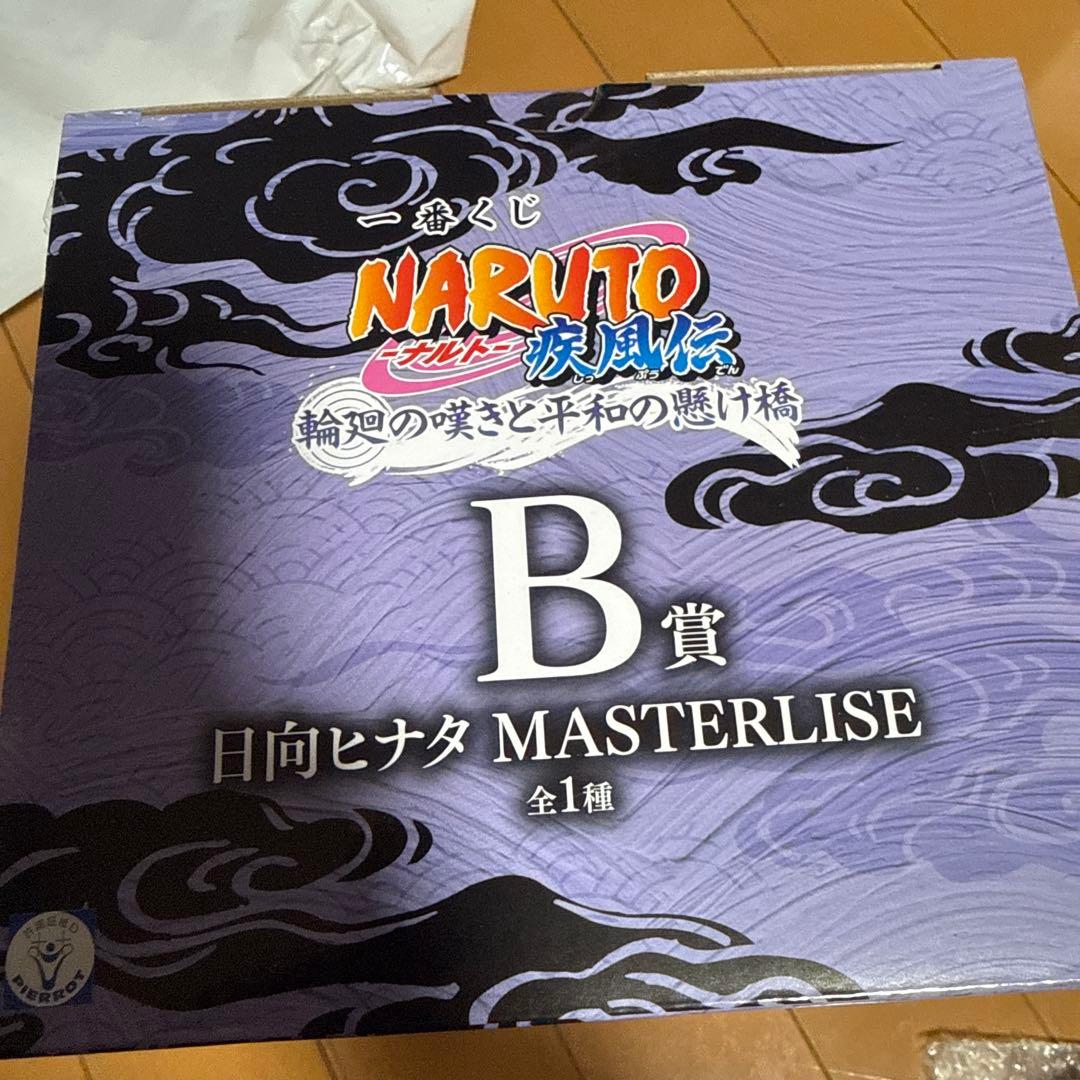 一番くじ
NARUTO
-ナルト-
疾風伝
しっ ぷう でん
輪廻の嘆きと平和の懸け橋
B賞
日向ヒナタ MASTERLISE
全1種
PIERROT